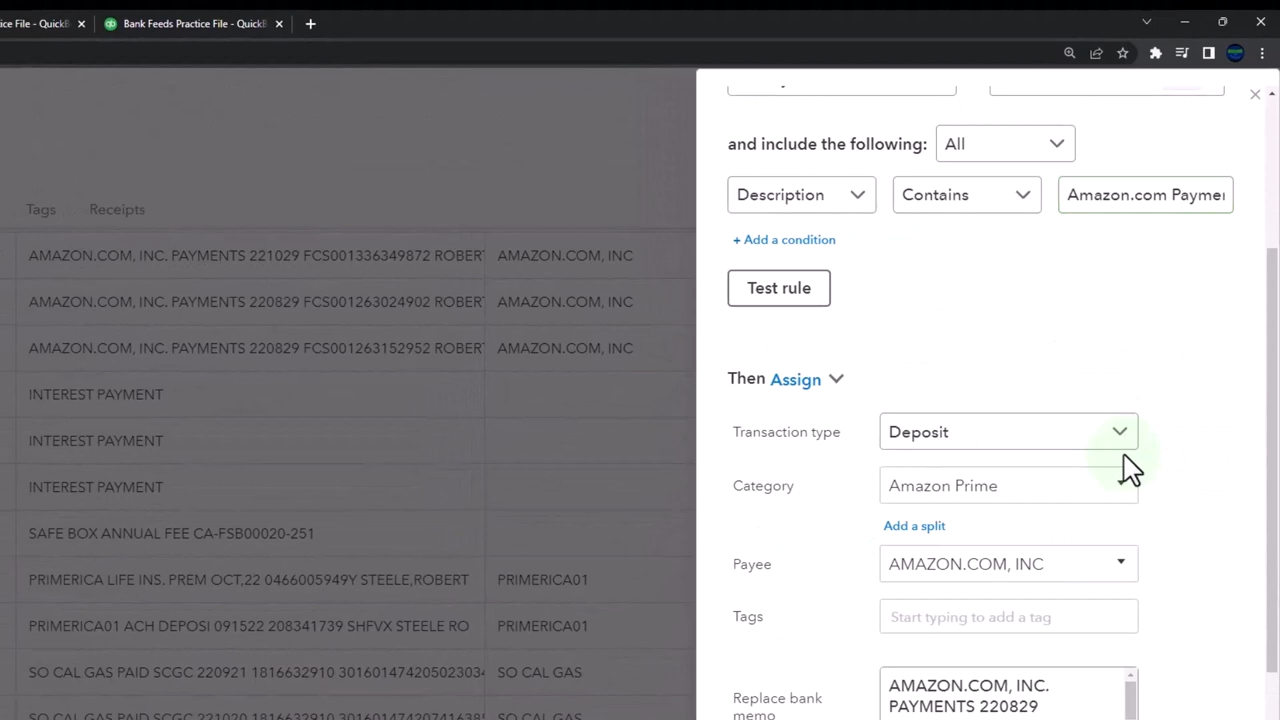 ice File - QuickB
Bank Feeds Practice File - QuickB
and include the following: All
Description Contains Amazon.com Paymen
+ Add a condition
Test rule
Then Assign
Transaction type Deposit
Category Amazon Prime
Add a split
Payee AMAZON.COM, INC
Tags Start typing to add a tag
Replace bank memo AMAZON.COM, INC. PAYMENTS 220829
Tags Receipts
AMAZON.COM, INC. PAYMENTS 221029 FCS001336349872 ROBERT AMAZON.COM, INC
AMAZON.COM, INC. PAYMENTS 220829 FCS001263024902 ROBERT AMAZON.COM, INC
AMAZON.COM, INC. PAYMENTS 220829 FCS001263152952 ROBERT AMAZON.COM, INC
INTEREST PAYMENT
INTEREST PAYMENT
INTEREST PAYMENT
SAFE BOX ANNUAL FEE CA-FSB00020-251
PRIMERICA LIFE INS. PREM OCT,22 0466005949Y STEELE,ROBERT PRIMERICA01
PRIMERICA01 ACH DEPOSI 091522 208341739 SHFVX STEELE RO PRIMERICA01
SO CAL GAS PAID SCGC 220921 1816632910 301601474205023034 SO CAL GAS